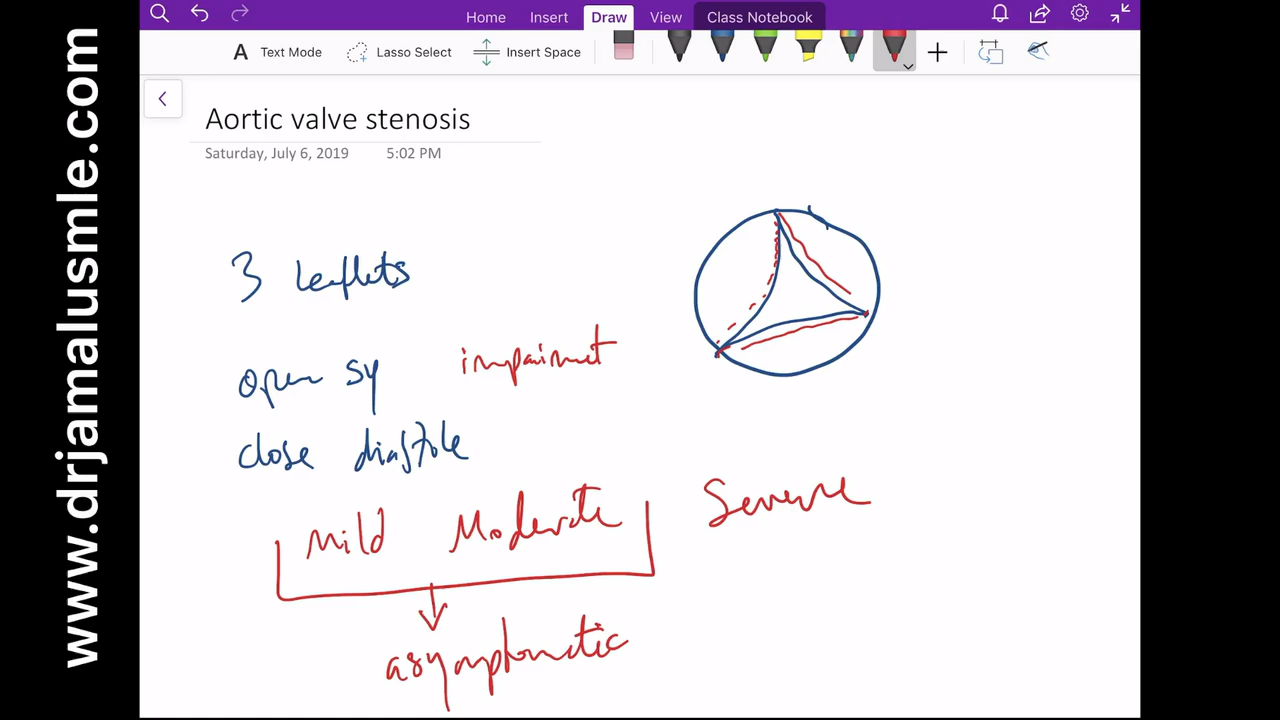 www.drjamalusmle.com
Home Insert Draw View Class Notebook
A Text Mode Lasso Select Insert Space
Aortic valve stenosis
Saturday, July 6, 2019 5:02 PM
3 leaflets
open sy impairmet
close diastole
Mild Moderate Severe
asymptomatic